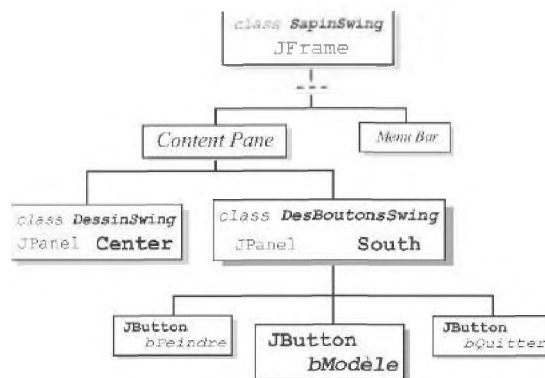 class SapinSwing
JFrame
Content Pane
Menu Bar
class DessinSwing
JPanel Center
class DesBoutonsSwing
JPanel South
JButton
bPeindre
JButton
bModèle
JButton
bQuitter